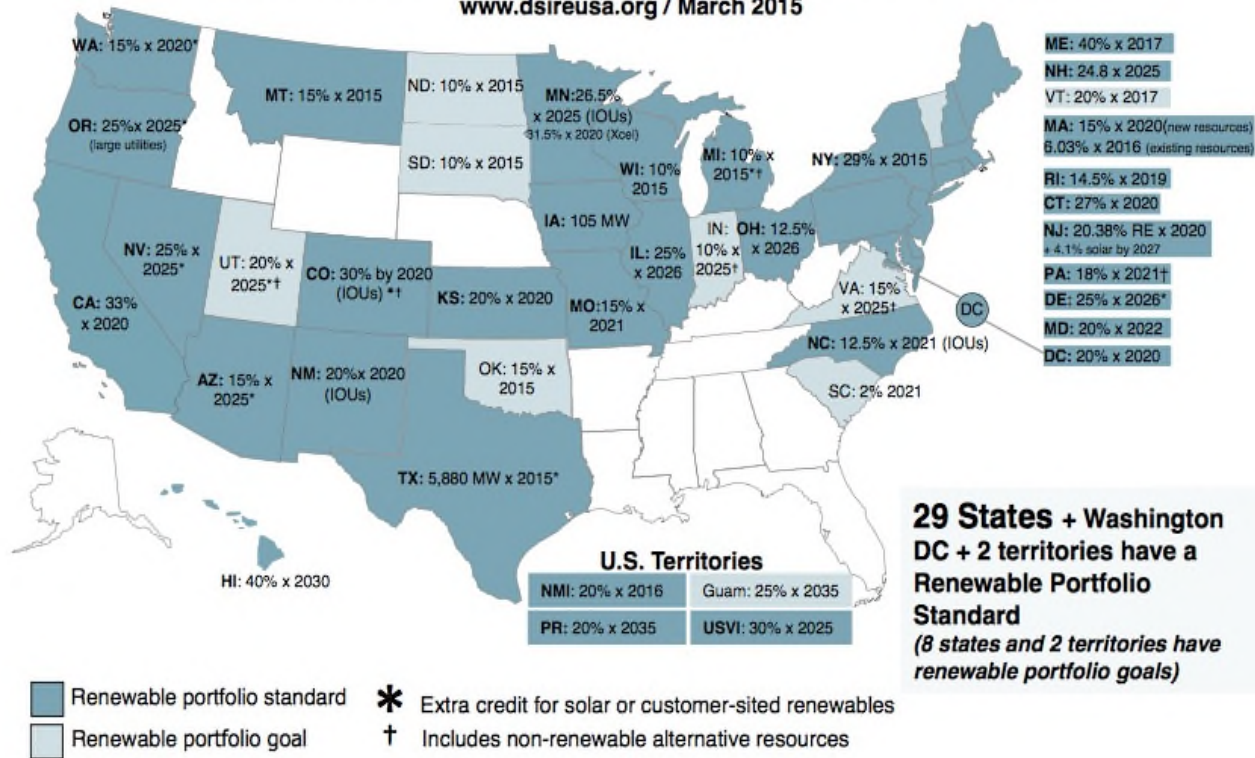 www.dsireusa.org / March 2015
WA: 15% x 2020*
OR: 25%x 2025*
(large utilities)
CA: 33%
x 2020
NV: 25% x
2025*
MT: 15% x 2015
UT: 20% x
2025*†
AZ: 15% x
2025*
CO: 30% by 2020
(IOUs) *†
NM: 20%x 2020
(IOUs)
ND: 10% x 2015
SD: 10% x 2015
KS: 20% x 2020
OK: 15% x
2015
TX: 5,880 MW x 2015*
MN:26.5%
x 2025 (IOUs)
31.5% x 2020 (Xcel)
IA: 105 MW
MO:15% x
2021
WI: 10%
2015
IL: 25%
x 2026
MI: 10% x
2015*†
IN:
10% x
2025†
OH: 12.5%
x 2026
NY: 29% x 2015
VA: 15%
x 2025†
NC: 12.5% x 2021 (IOUs)
SC: 2% 2021
DC
HI: 40% x 2030
ME: 40% x 2017
NH: 24.8 x 2025
VT: 20% x 2017
MA: 15% x 2020(new resources)
6.03% x 2016 (existing resources)
RI: 14.5% x 2019
CT: 27% x 2020
NJ: 20.38% RE x 2020
+ 4.1% solar by 2027
PA: 18% x 2021†
DE: 25% x 2026*
MD: 20% x 2022
DC: 20% x 2020
U.S. Territories
NMI: 20% x 2016
Guam: 25% x 2035
PR: 20% x 2035
USVI: 30% x 2025
29 States + Washington
DC + 2 territories have a
Renewable Portfolio
Standard
(8 states and 2 territories have
renewable portfolio goals)
Renewable portfolio standard
Renewable portfolio goal
* Extra credit for solar or customer-sited renewables
† Includes non-renewable alternative resources